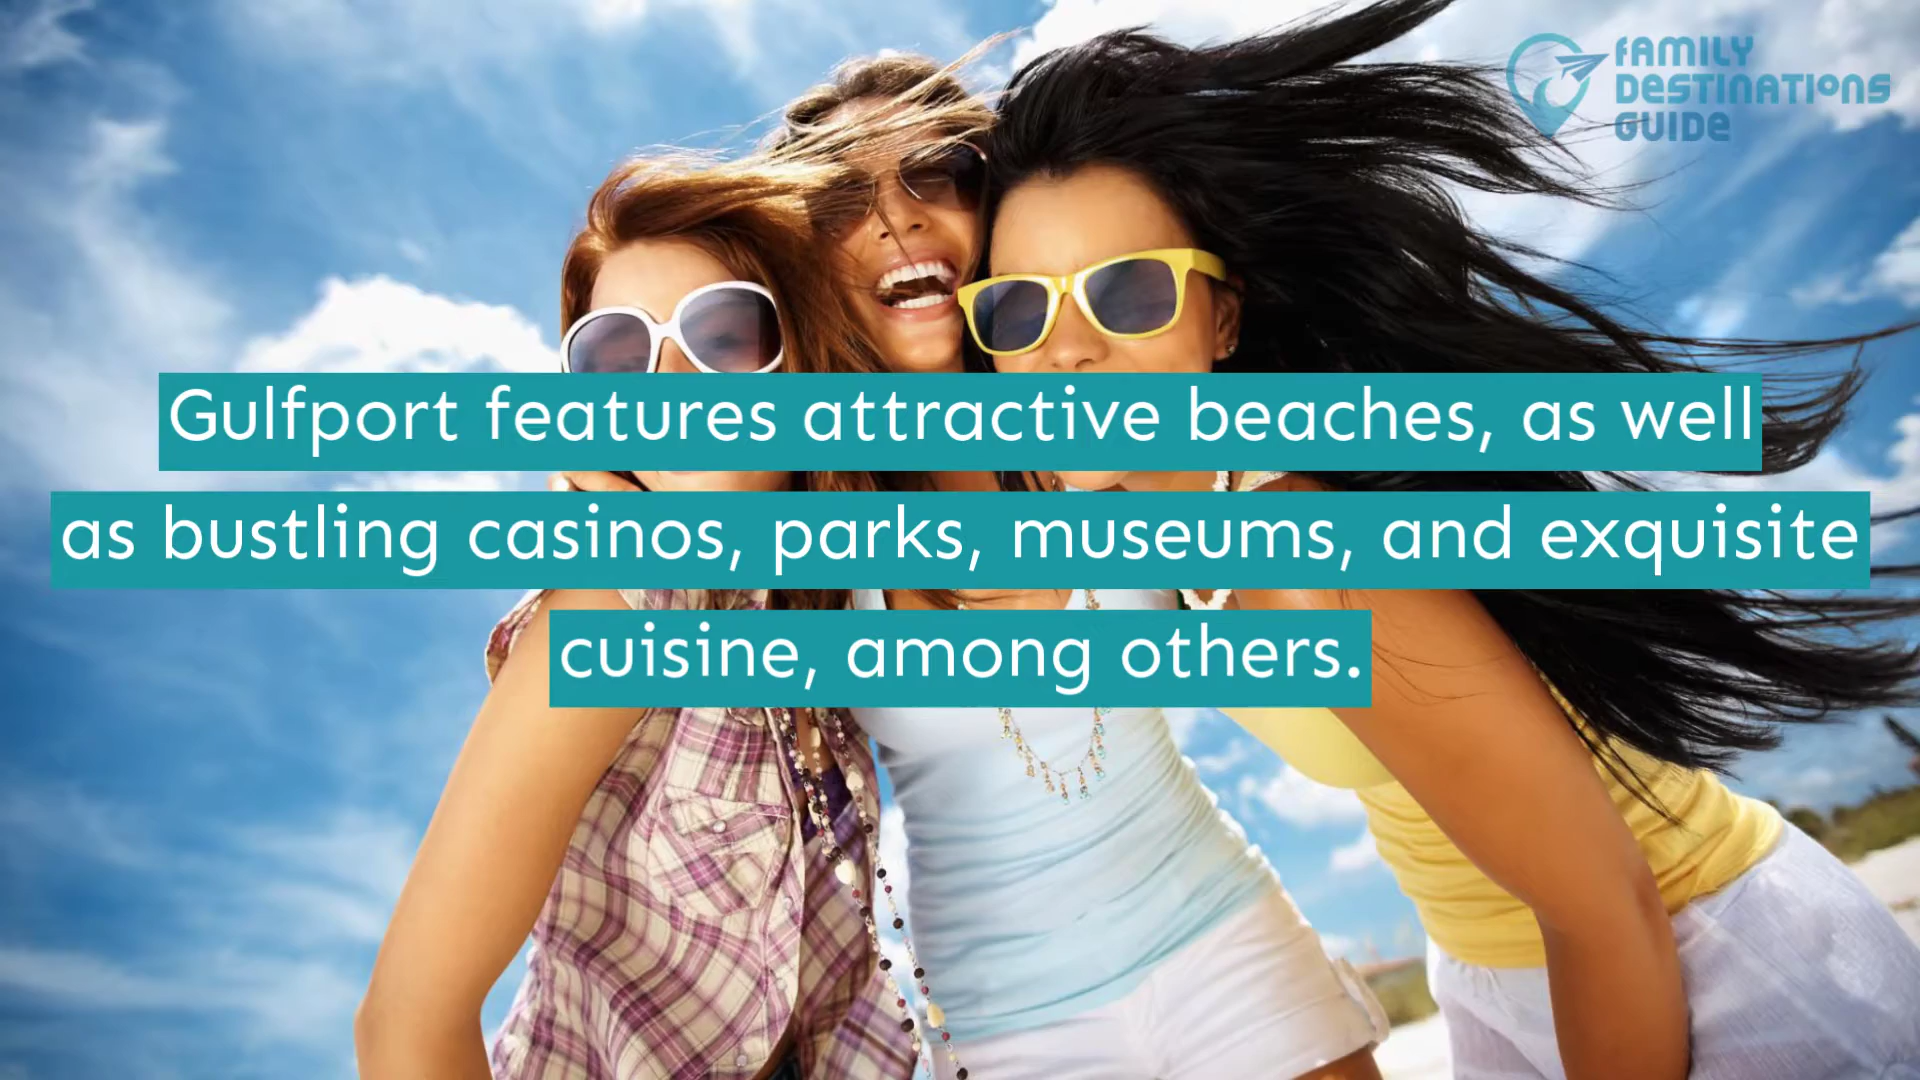 FAMILY
DESTINATIONS
GUIDE
Gulfport features attractive beaches, as well
as bustling casinos, parks, museums, and exquisite
cuisine, among others.